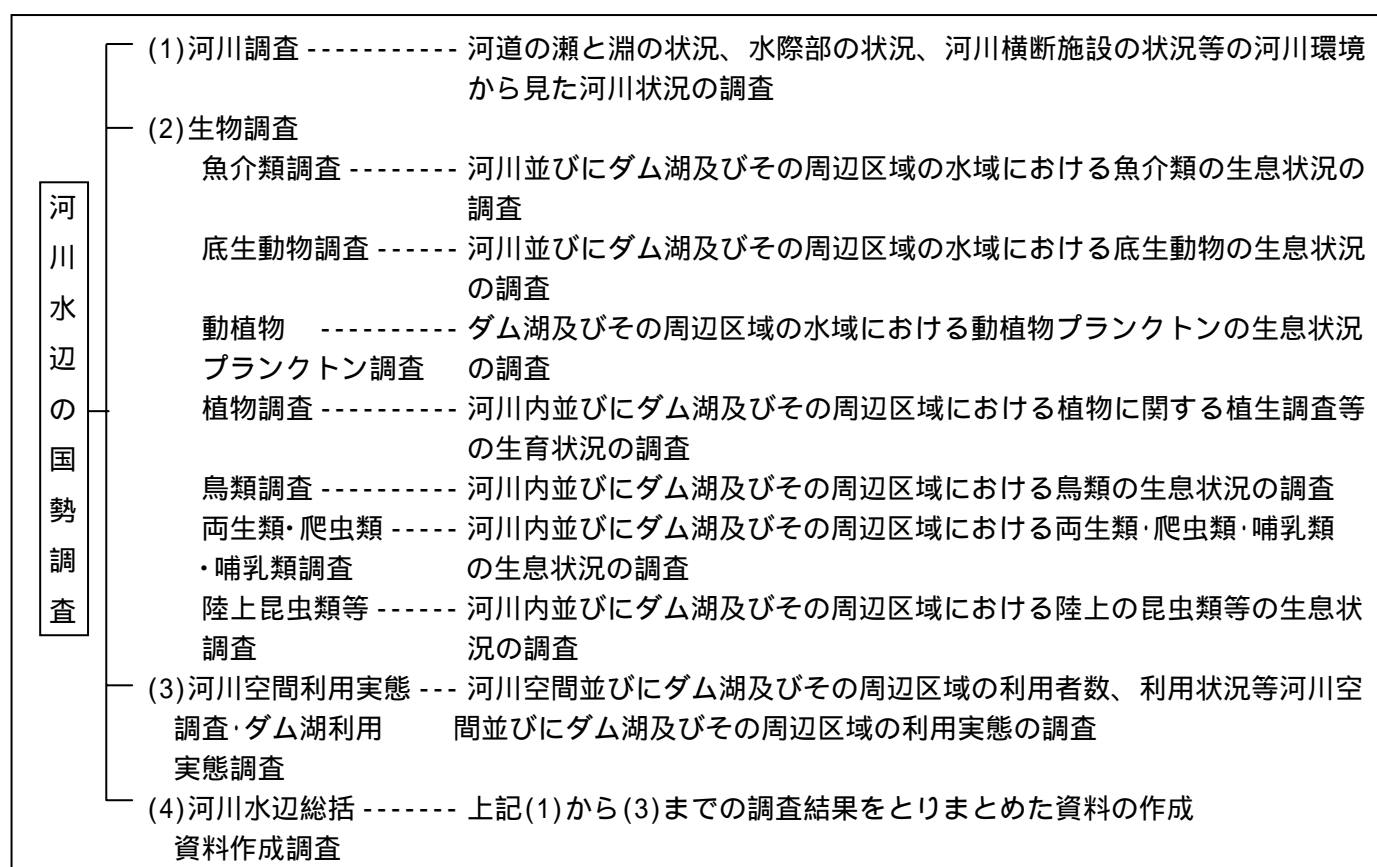 河川水辺の国勢調査
(1)河川調査 ----------- 河道の瀬と淵の状況、水際部の状況、河川横断施設の状況等の河川環境
から見た河川状況の調査
(2)生物調査
魚介類調査 -------- 河川並びにダム湖及びその周辺区域の水域における魚介類の生息状況の
調査
底生動物調査 ------ 河川並びにダム湖及びその周辺区域の水域における底生動物の生息状況
の調査
動植物 ---------- ダム湖及びその周辺区域の水域における動植物プランクトンの生息状況
プランクトン調査 の調査
植物調査 ---------- 河川内並びにダム湖及びその周辺区域における植物に関する植生調査等
の生育状況の調査
鳥類調査 ---------- 河川内並びにダム湖及びその周辺区域における鳥類の生息状況の調査
両生類・爬虫類 ----- 河川内並びにダム湖及びその周辺区域における両生類・爬虫類・哺乳類
・哺乳類調査 の生息状況の調査
陸上昆虫類等 ------ 河川内並びにダム湖及びその周辺区域における陸上の昆虫類等の生息状
調査 況の調査
(3)河川空間利用実態 --- 河川空間並びにダム湖及びその周辺区域の利用者数、利用状況等河川空
調査・ダム湖利用 間並びにダム湖及びその周辺区域の利用実態の調査
実態調査
(4)河川水辺総括 ------- 上記(1)から(3)までの調査結果をとりまとめた資料の作成
資料作成調査